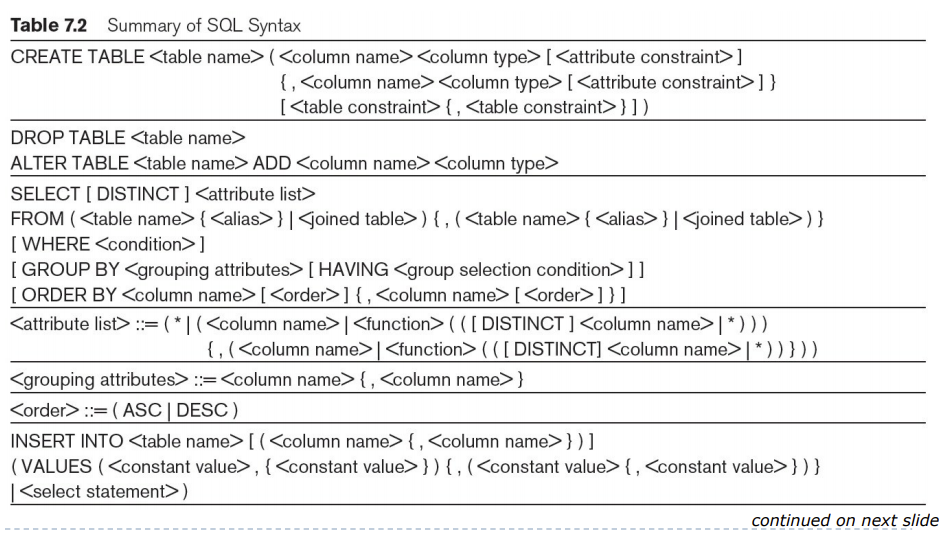 Table 7.2 Summary of SQL Syntax
CREATE TABLE <table name> ( <column name> <column type> [ <attribute constraint> ]
{ , <column name> <column type> [ <attribute constraint> ] }
[ <table constraint> { , <table constraint> } ] )
DROP TABLE <table name>
ALTER TABLE <table name> ADD <column name> <column type>
SELECT [ DISTINCT ] <attribute list>
FROM ( <table name> { <alias> } | <joined table> ) { , ( <table name> { <alias> } | <joined table> ) }
[ WHERE <condition> ]
[ GROUP BY <grouping attributes> [ HAVING <group selection condition> ] ]
[ ORDER BY <column name> [ <order> ] { , <column name> [ <order> ] } ]
<attribute list> ::= ( * | ( <column name> | <function> ( ( [ DISTINCT ] <column name> | * ) ) )
{ , ( <column name> | <function> ( ( [ DISTINCT] <column name> | * ) ) } ) )
<grouping attributes> ::= <column name> { , <column name> }
<order> ::= ( ASC | DESC )
INSERT INTO <table name> [ ( <column name> { , <column name> } ) ]
( VALUES ( <constant value> , { <constant value> } ) { , ( <constant value> { , <constant value> } ) }
| <select statement> )
continued on next slide